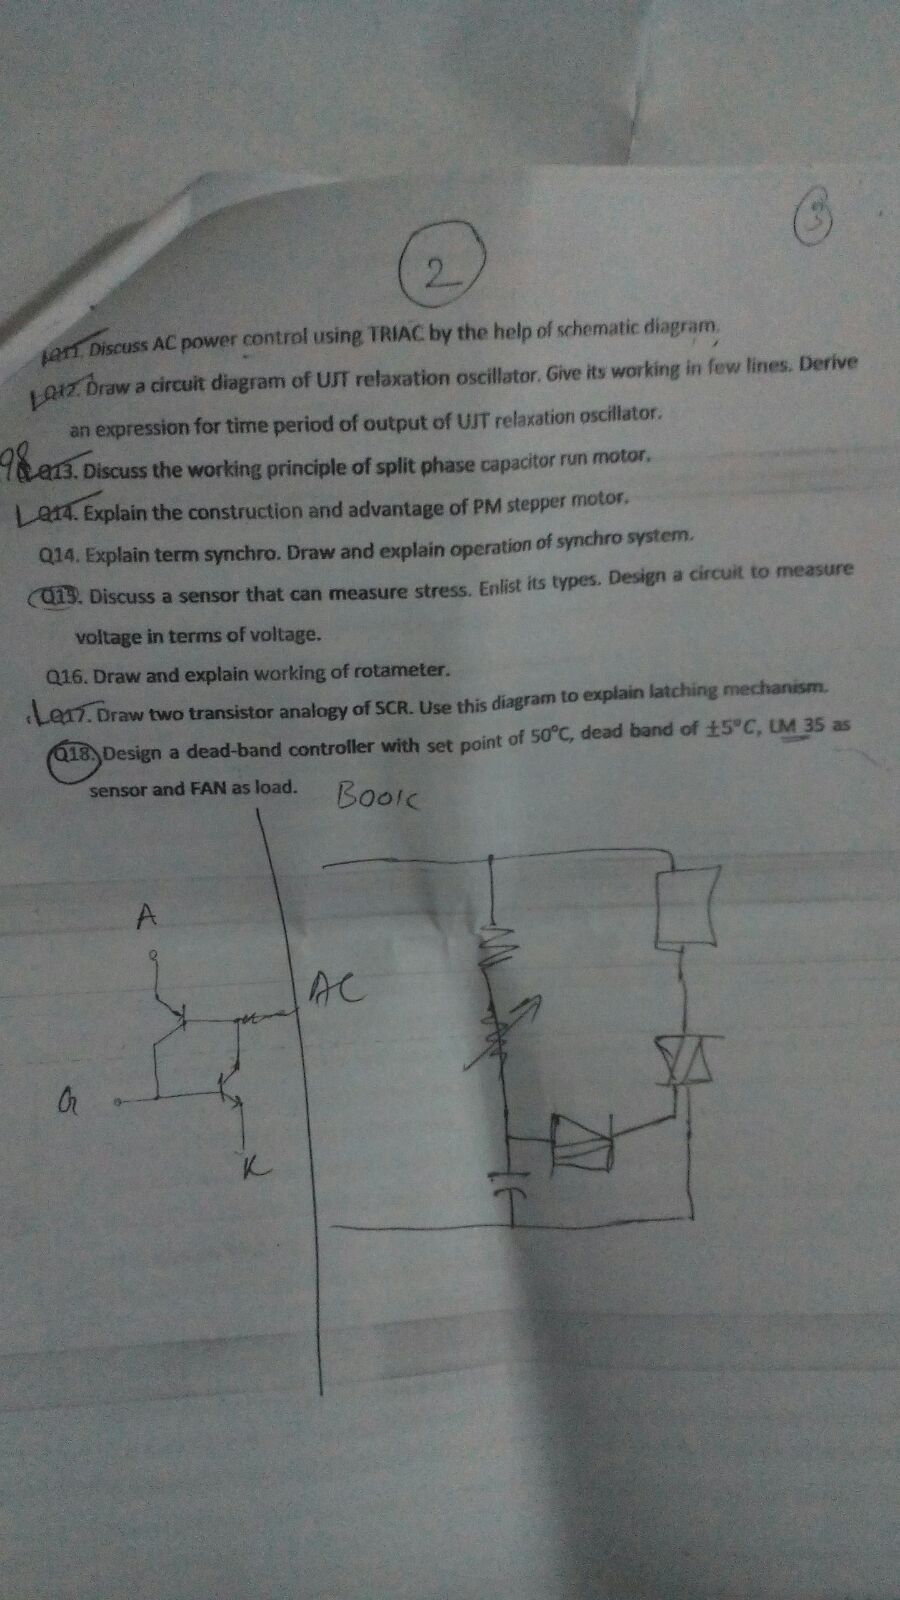 3
2
Q11. Discuss AC power control using TRIAC by the help of schematic diagram.
Q12. Draw a circuit diagram of UJT relaxation oscillator. Give its working in few lines. Derive
an expression for time period of output of UJT relaxation oscillator.
98 Q13. Discuss the working principle of split phase capacitor run motor.
Q14. Explain the construction and advantage of PM stepper motor.
Q14. Explain term synchro. Draw and explain operation of synchro system.
Q15. Discuss a sensor that can measure stress. Enlist its types. Design a circuit to measure
voltage in terms of voltage.
Q16. Draw and explain working of rotameter.
Q17. Draw two transistor analogy of SCR. Use this diagram to explain latching mechanism.
Q18. Design a dead-band controller with set point of 50°C, dead band of ±5°C, LM 35 as
sensor and FAN as load.
Book
A
AC
G
K